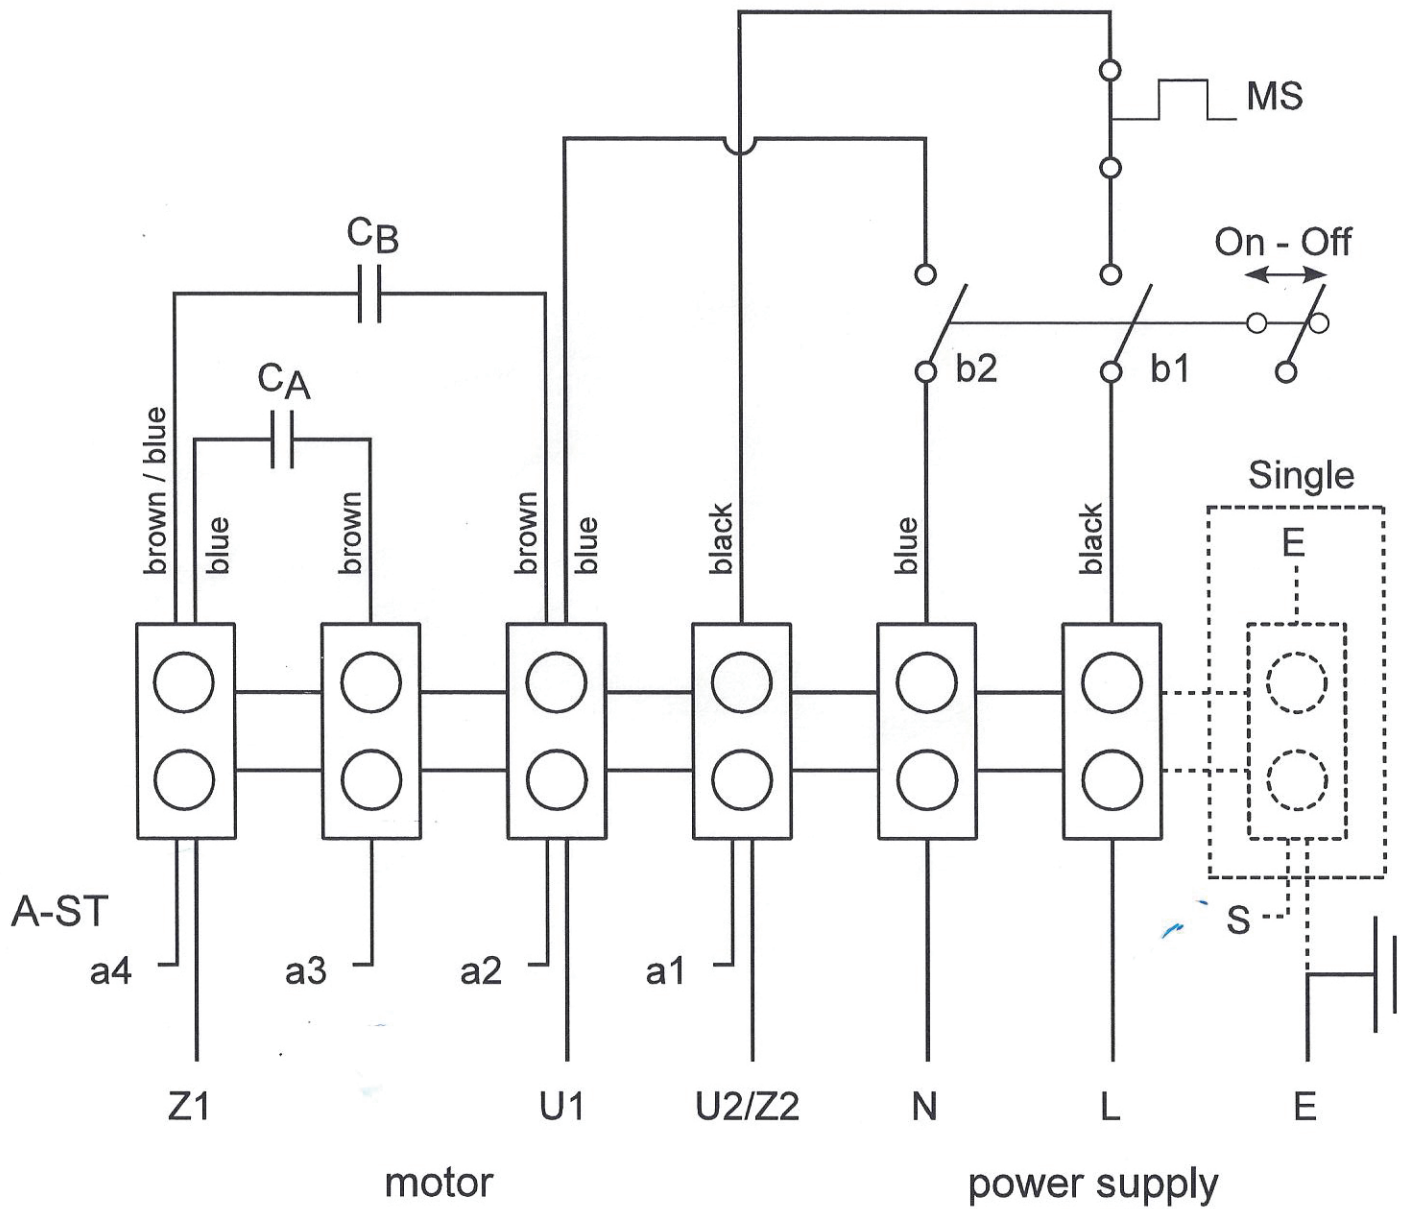 MS
On - Off
CB
b2
b1
CA
brown / blue
blue
brown
brown
blue
black
blue
black
Single
E
A-ST
a4
a3
a2
a1
S
Z1
U1
U2/Z2
N
L
E
motor
power supply